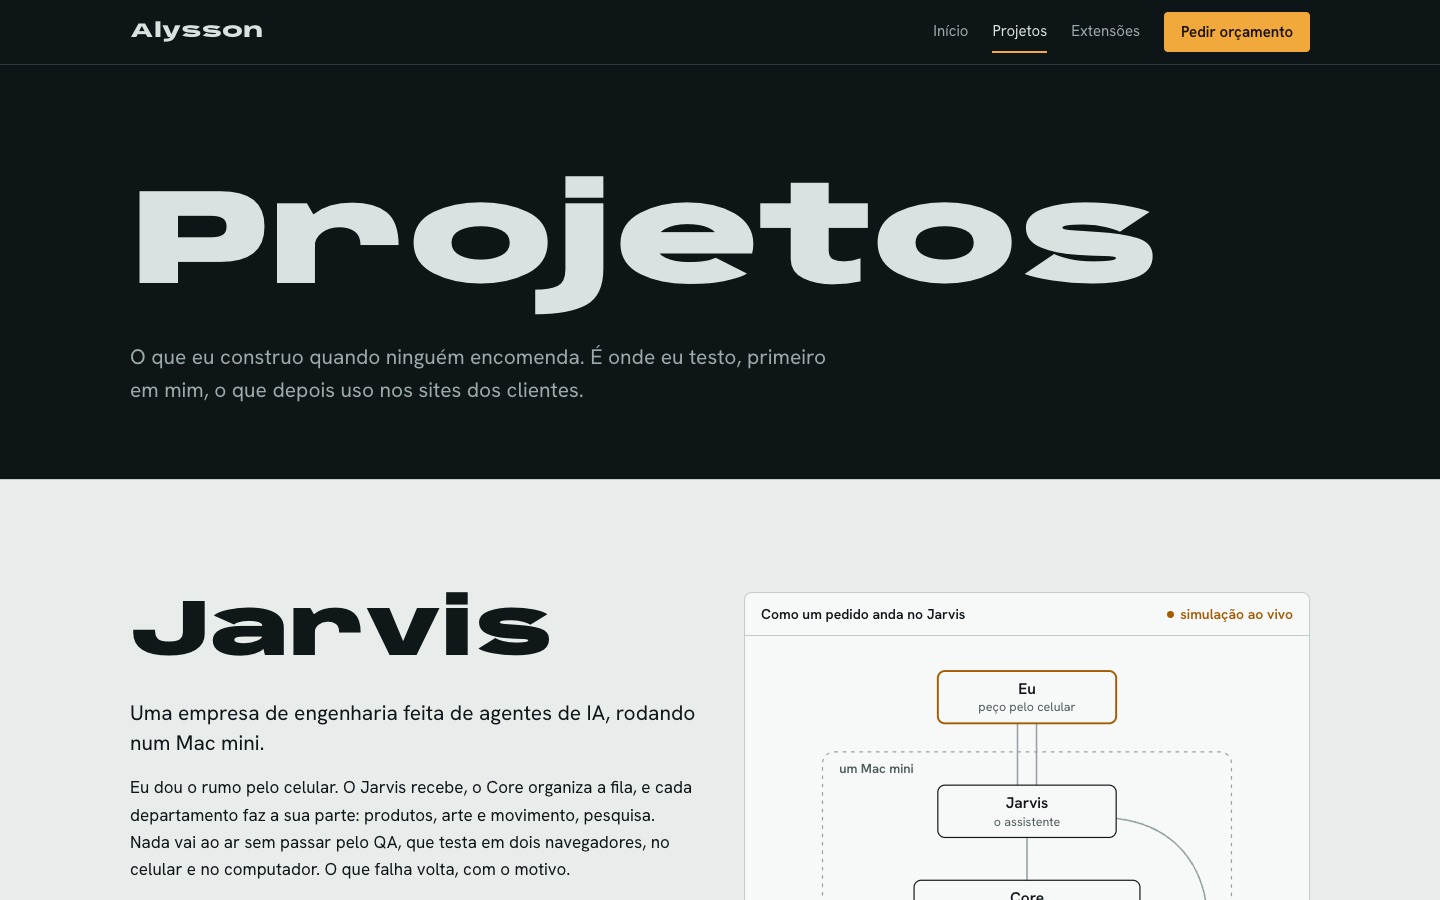 Alysson
Início
Projetos
Extensões
Pedir orçamento
Projetos
O que eu construo quando ninguém encomenda. É onde eu testo, primeiro
em mim, o que depois uso nos sites dos clientes.
Jarvis
Uma empresa de engenharia feita de agentes de IA, rodando
num Mac mini.
Eu dou o rumo pelo celular. O Jarvis recebe, o Core organiza a fila, e cada
departamento faz a sua parte: produtos, arte e movimento, pesquisa.
Nada vai ao ar sem passar pelo QA, que testa em dois navegadores, no
celular e no computador. O que falha volta, com o motivo.
Como um pedido anda no Jarvis
simulação ao vivo
Eu
peço pelo celular
um Mac mini
Jarvis
o assistente
Core